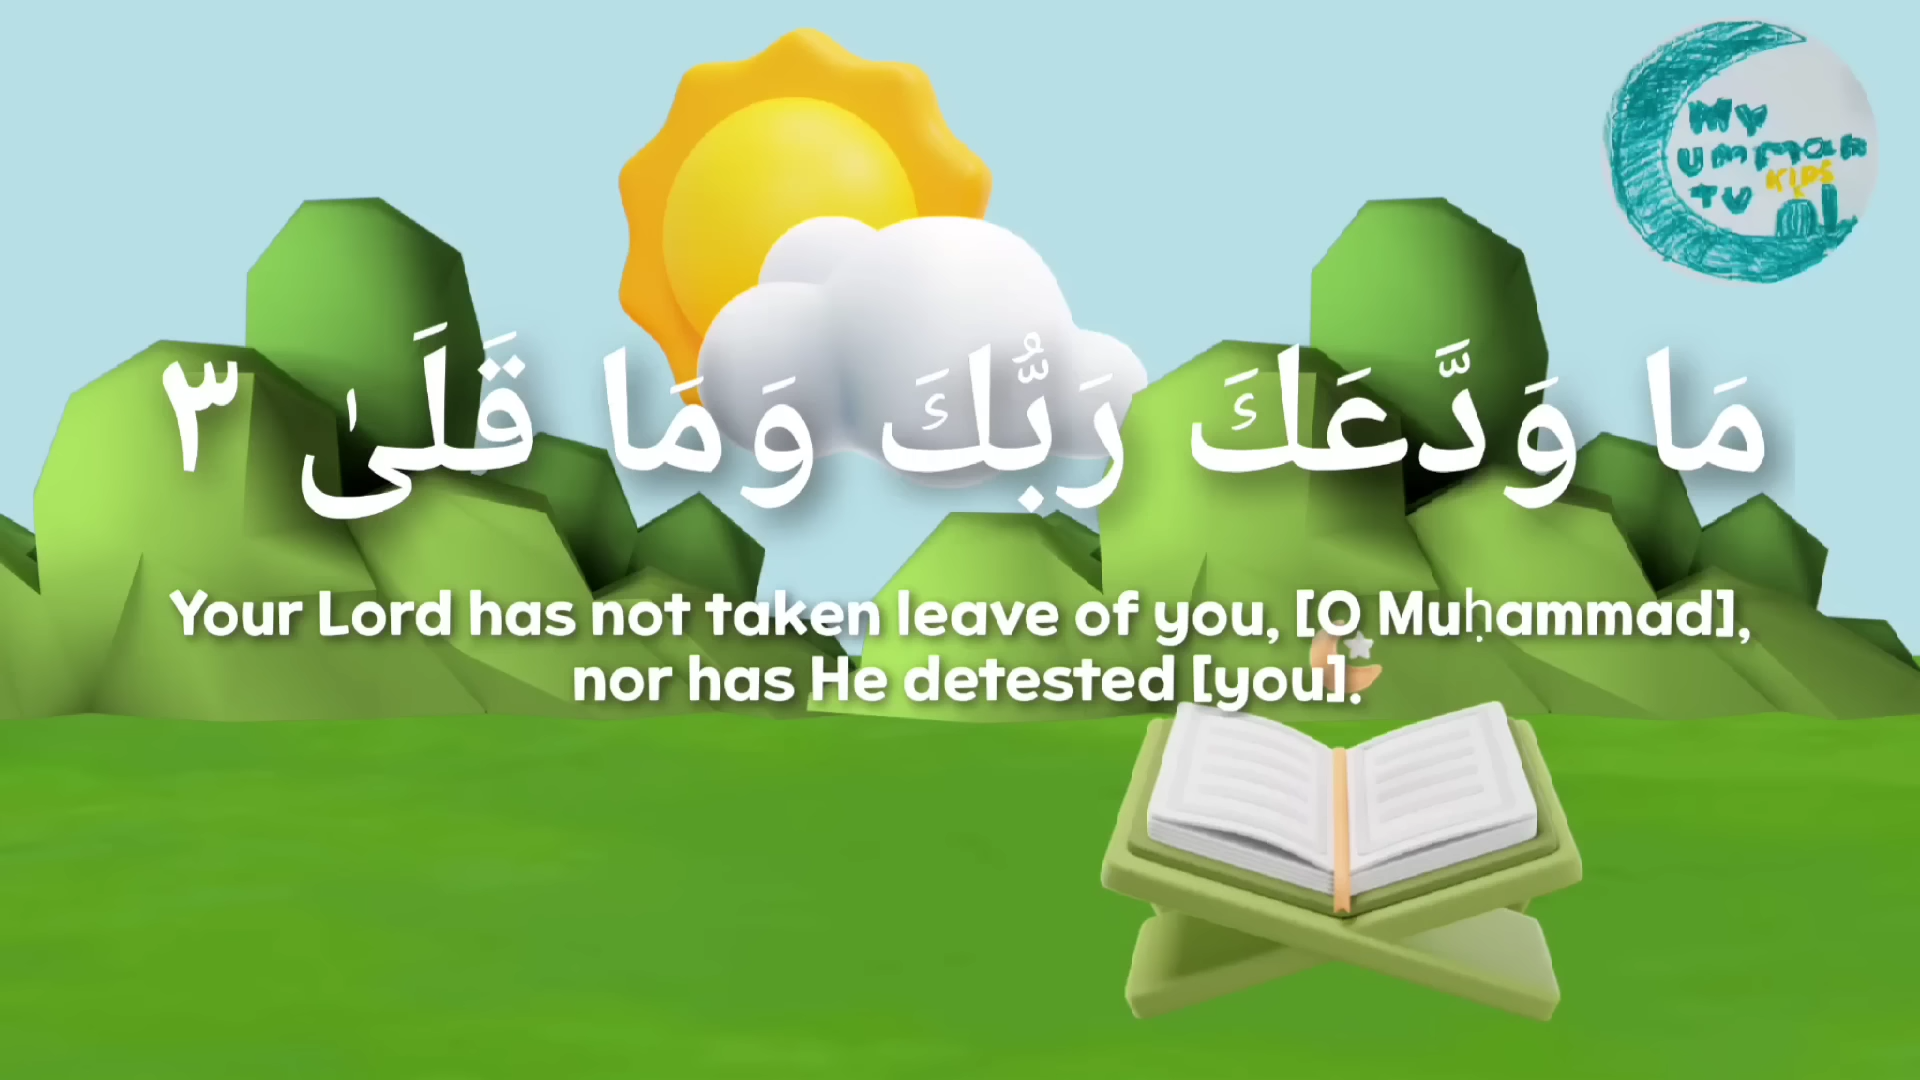 My
ummah
KIDS
TV
مَا وَدَّعَكَ رَبُّكَ وَمَا قَلَىٰ ٣
Your Lord has not taken leave of you, [O Muḥammad],
nor has He detested [you].